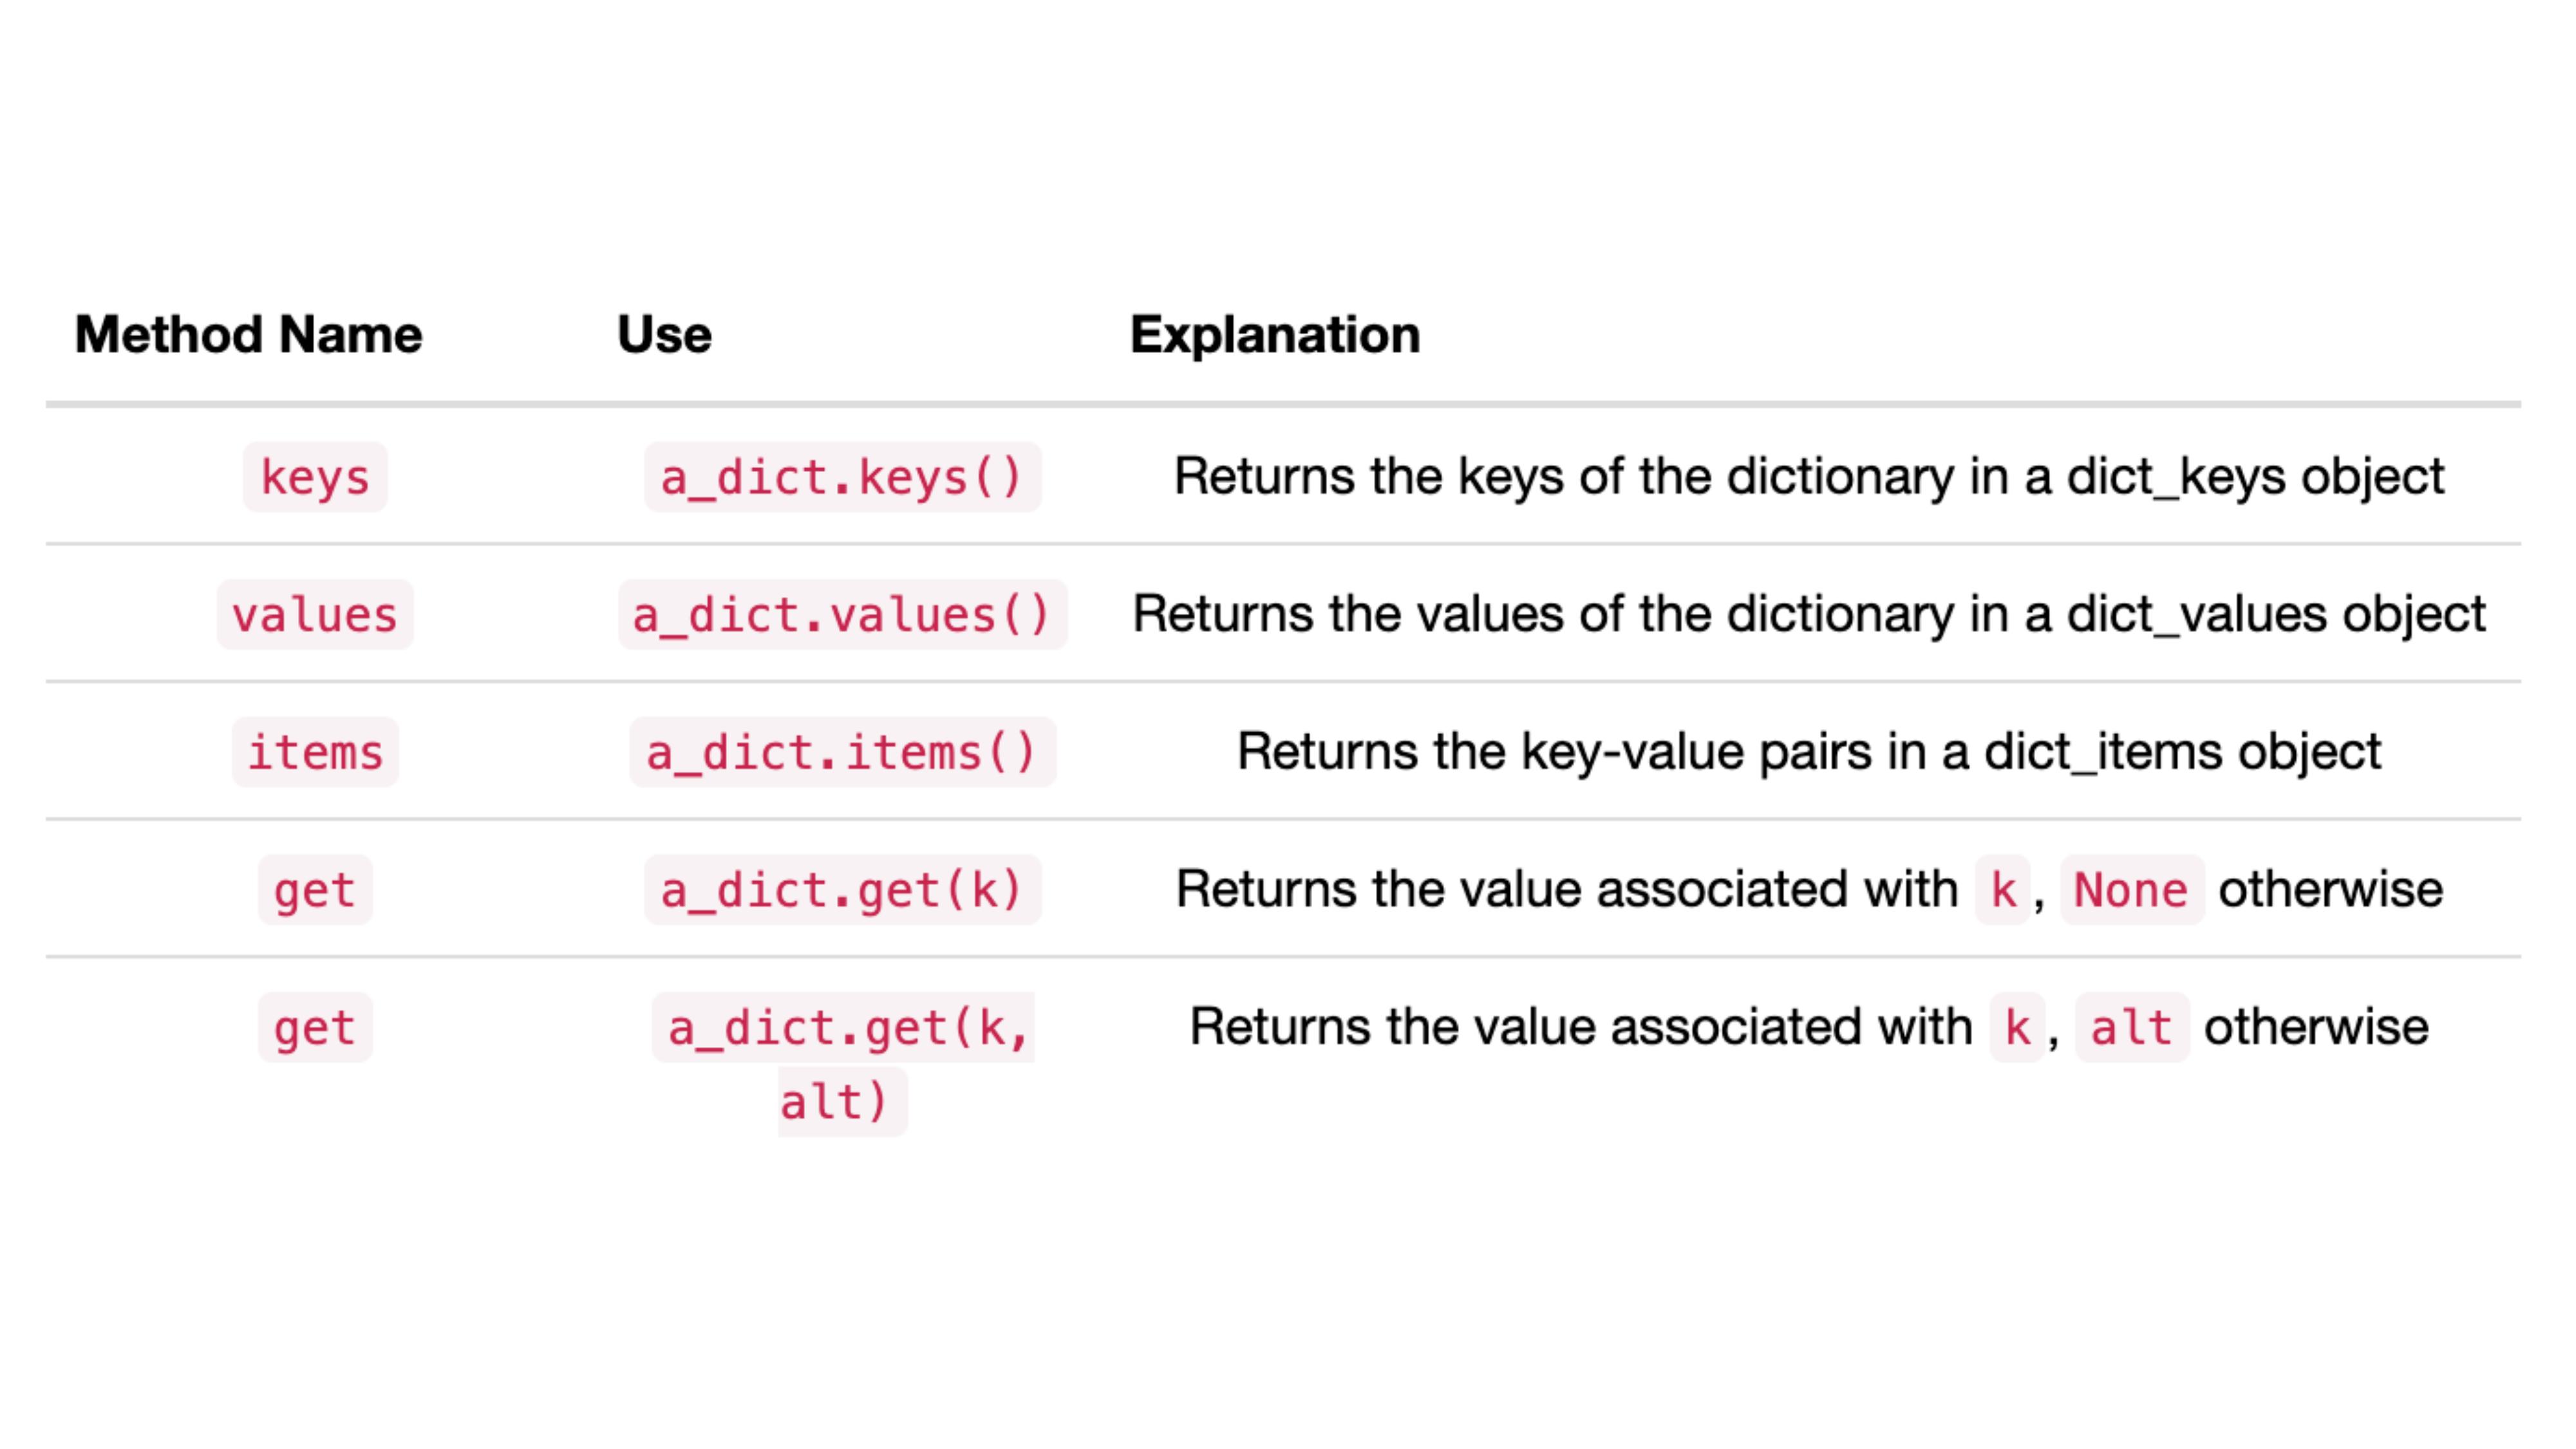 Method Name Use Explanation
keys a_dict.keys() Returns the keys of the dictionary in a dict_keys object
values a_dict.values() Returns the values of the dictionary in a dict_values object
items a_dict.items() Returns the key-value pairs in a dict_items object
get a_dict.get(k) Returns the value associated with k, None otherwise
get a_dict.get(k, Returns the value associated with k, alt otherwise
alt)